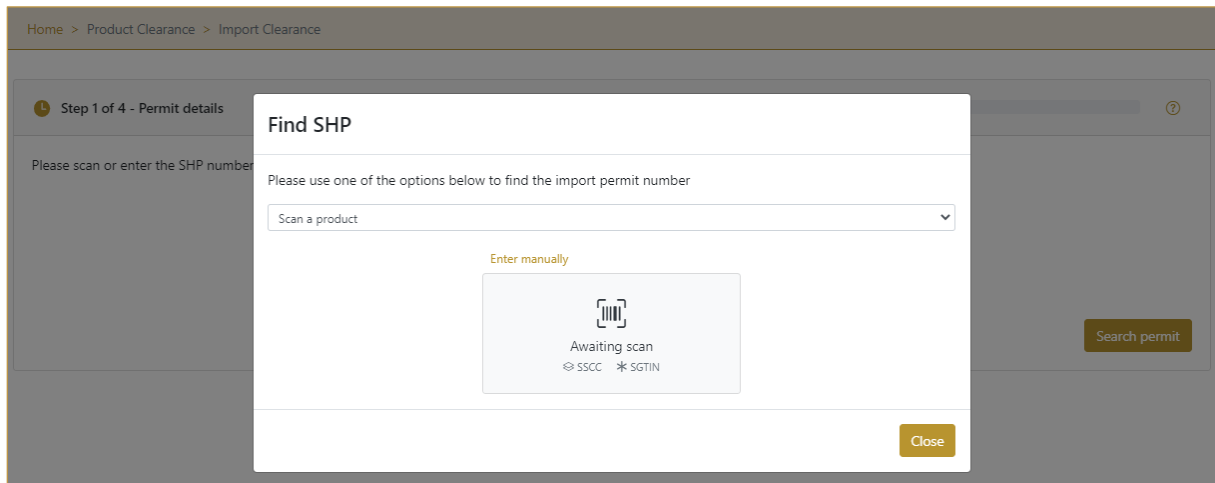 Home > Product Clearance > Import Clearance
Step 1 of 4 - Permit details
Please scan or enter the SHP number
Find SHP
Please use one of the options below to find the import permit number
Scan a product
Enter manually
Awaiting scan
SSCC SGTIN
Search permit
Close